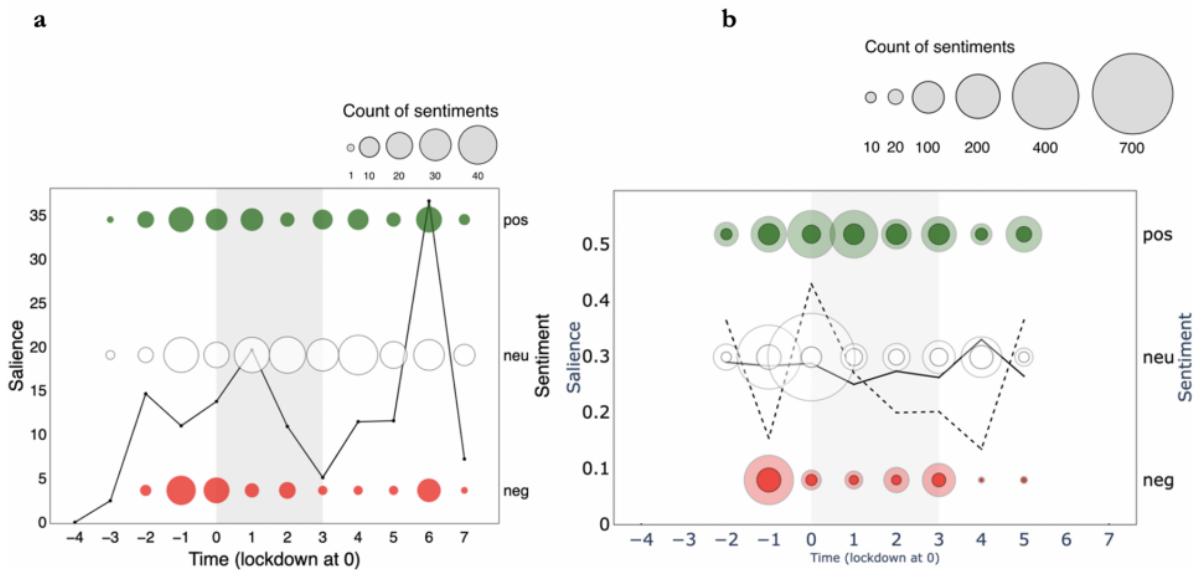 a
Count of sentiments
1 10 20 30 40
35
30
25
20
15
10
5
0
Salience
pos
neu
neg
Sentiment
−4 −3 −2 −1 0 1 2 3 4 5 6 7
Time (lockdown at 0)
b
Count of sentiments
10 20 100 200 400 700
0.5
0.4
0.3
0.2
0.1
0
Salience
pos
neu
neg
Sentiment
−4 −3 −2 −1 0 1 2 3 4 5 6 7
Time (lockdown at 0)